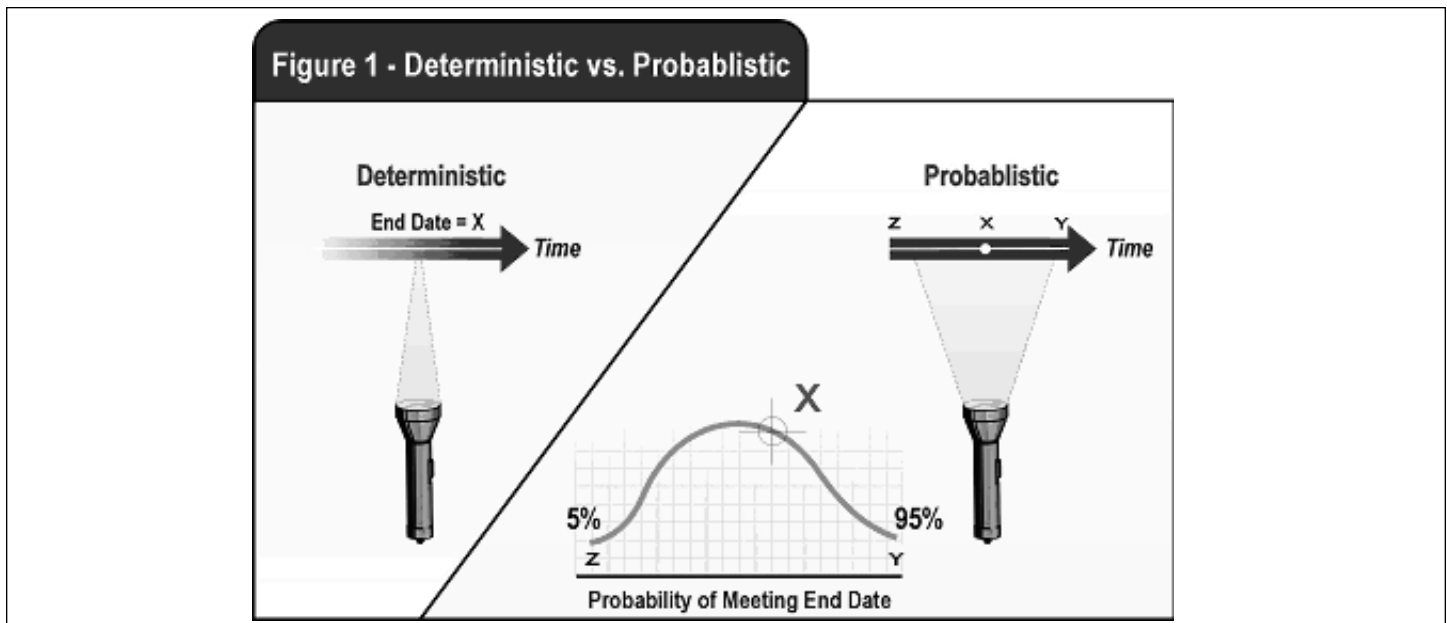 Figure 1 - Deterministic vs. Probablistic
Deterministic
End Date = X
Time
Probablistic
Z X Y
Time
X
5%
95%
Z
Y
Probability of Meeting End Date